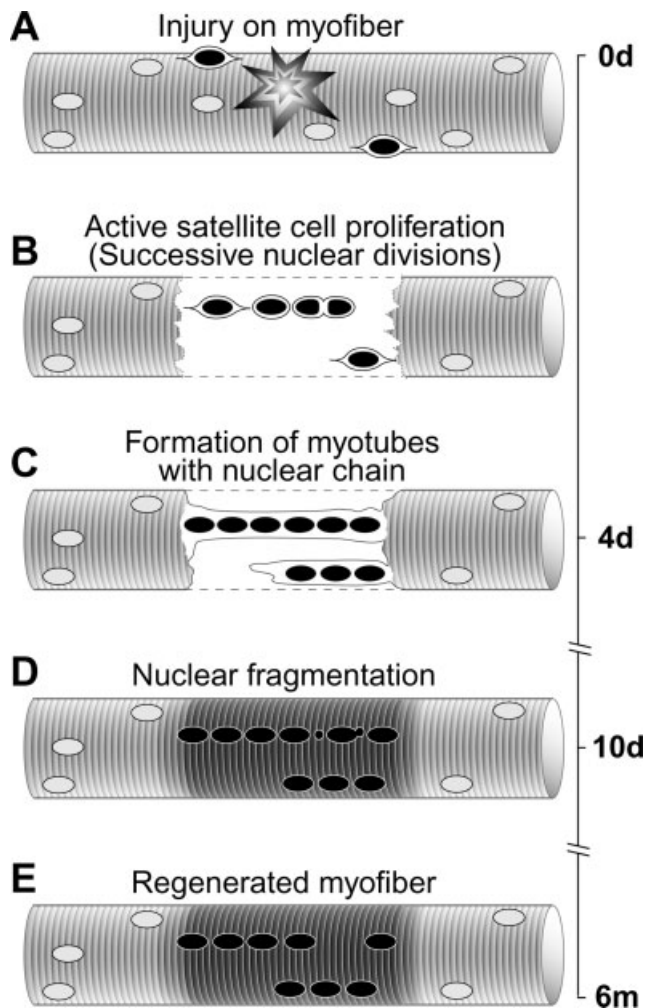 A
Injury on myofiber
0d
B
Active satellite cell proliferation
(Successive nuclear divisions)
C
Formation of myotubes
with nuclear chain
4d
D
Nuclear fragmentation
10d
E
Regenerated myofiber
6m